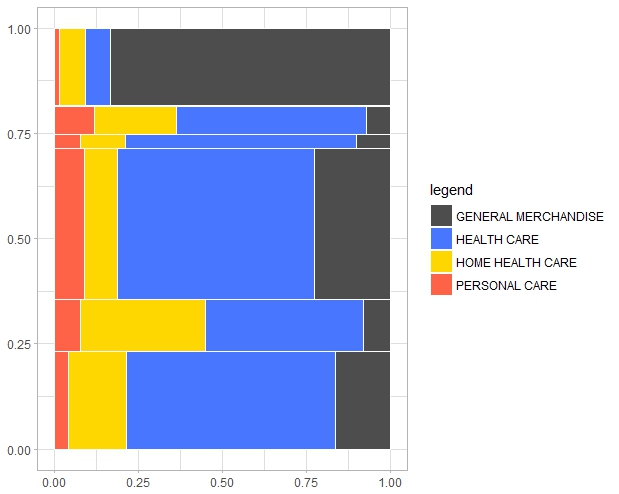 1.00
0.75
0.50
0.25
0.00
0.00 0.25 0.50 0.75 1.00
legend
GENERAL MERCHANDISE
HEALTH CARE
HOME HEALTH CARE
PERSONAL CARE